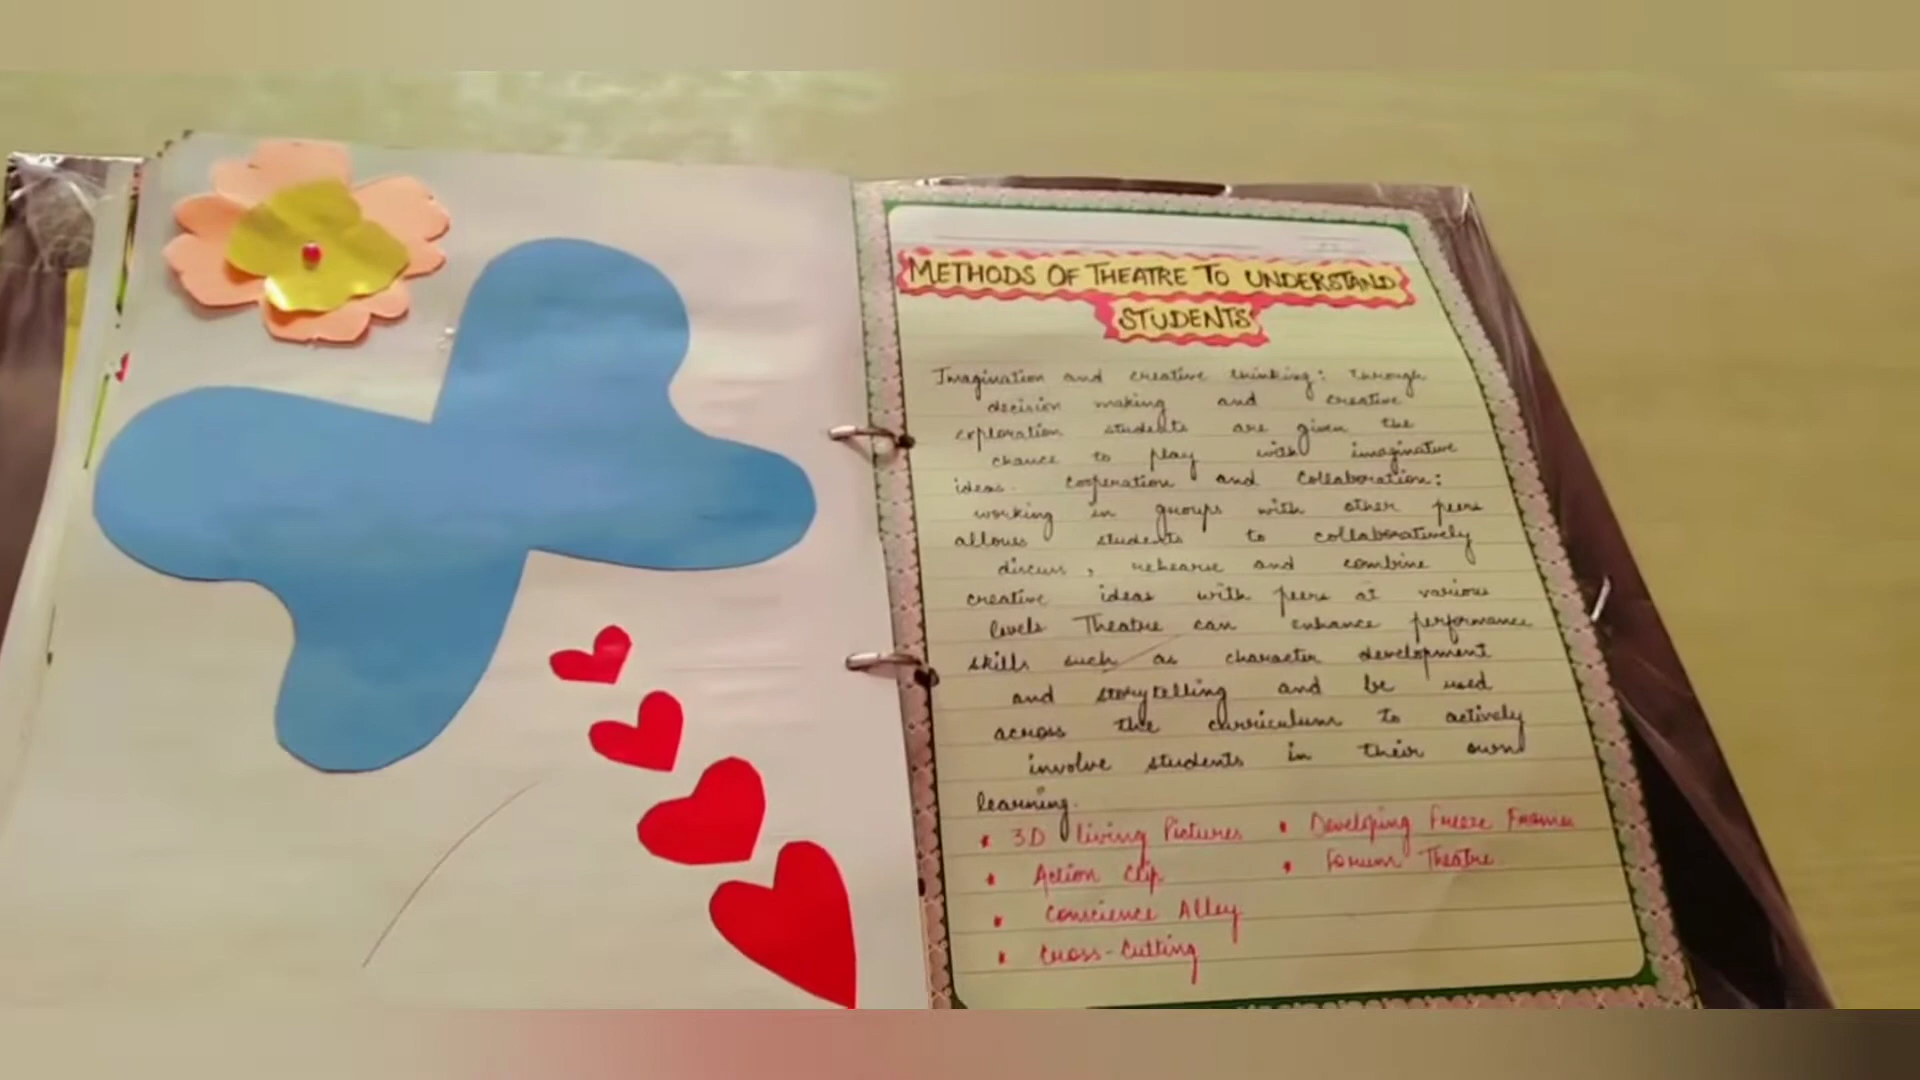 METHODS OF THEATRE TO UNDERSTAND
STUDENTS
Imagination and creative thinking: through
decision making and creative
exploration students are given the
chance to play with imaginative
ideas. Cooperation and Collaboration:
working in groups with other peers
allows students to collaboratively
discuss, rehearse and combine
creative ideas with peers at various
levels Theatre can enhance performance
skills such as character development
and storytelling and be used
across the curriculum to actively
involve students in their own
learning.
• 3D living Pictures • Developing Freeze Frames
• Action Clip • Forum Theatre
• Conscience Alley
• Cross-Cutting